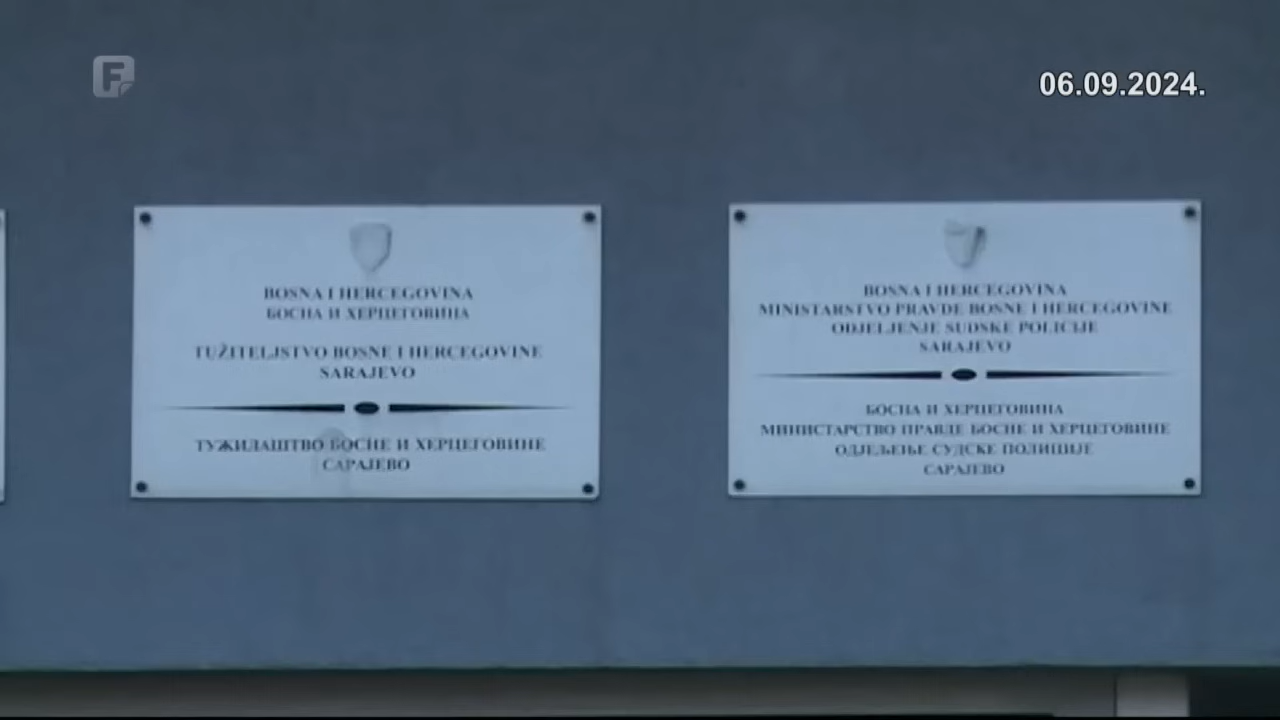 F
06.09.2024.
BOSNA I HERCEGOVINA
БОСНА И ХЕРЦЕГОВИНА
TUŽITELJSTVO BOSNE I HERCEGOVINE
SARAJEVO
ТУЖИЛАШТВО БОСНЕ И ХЕРЦЕГОВИНЕ
САРАЈЕВО
BOSNA I HERCEGOVINA
MINISTARSTVO PRAVDE BOSNE I HERCEGOVINE
ODJELJENJE SUDSKE POLICIJE
SARAJEVO
БОСНА И ХЕРЦЕГОВИНА
МИНИСТАРСТВО ПРАВДЕ БОСНЕ И ХЕРЦЕГОВИНЕ
ОДЈЕЉЕЊЕ СУДСКЕ ПОЛИЦИЈЕ
САРАЈЕВО